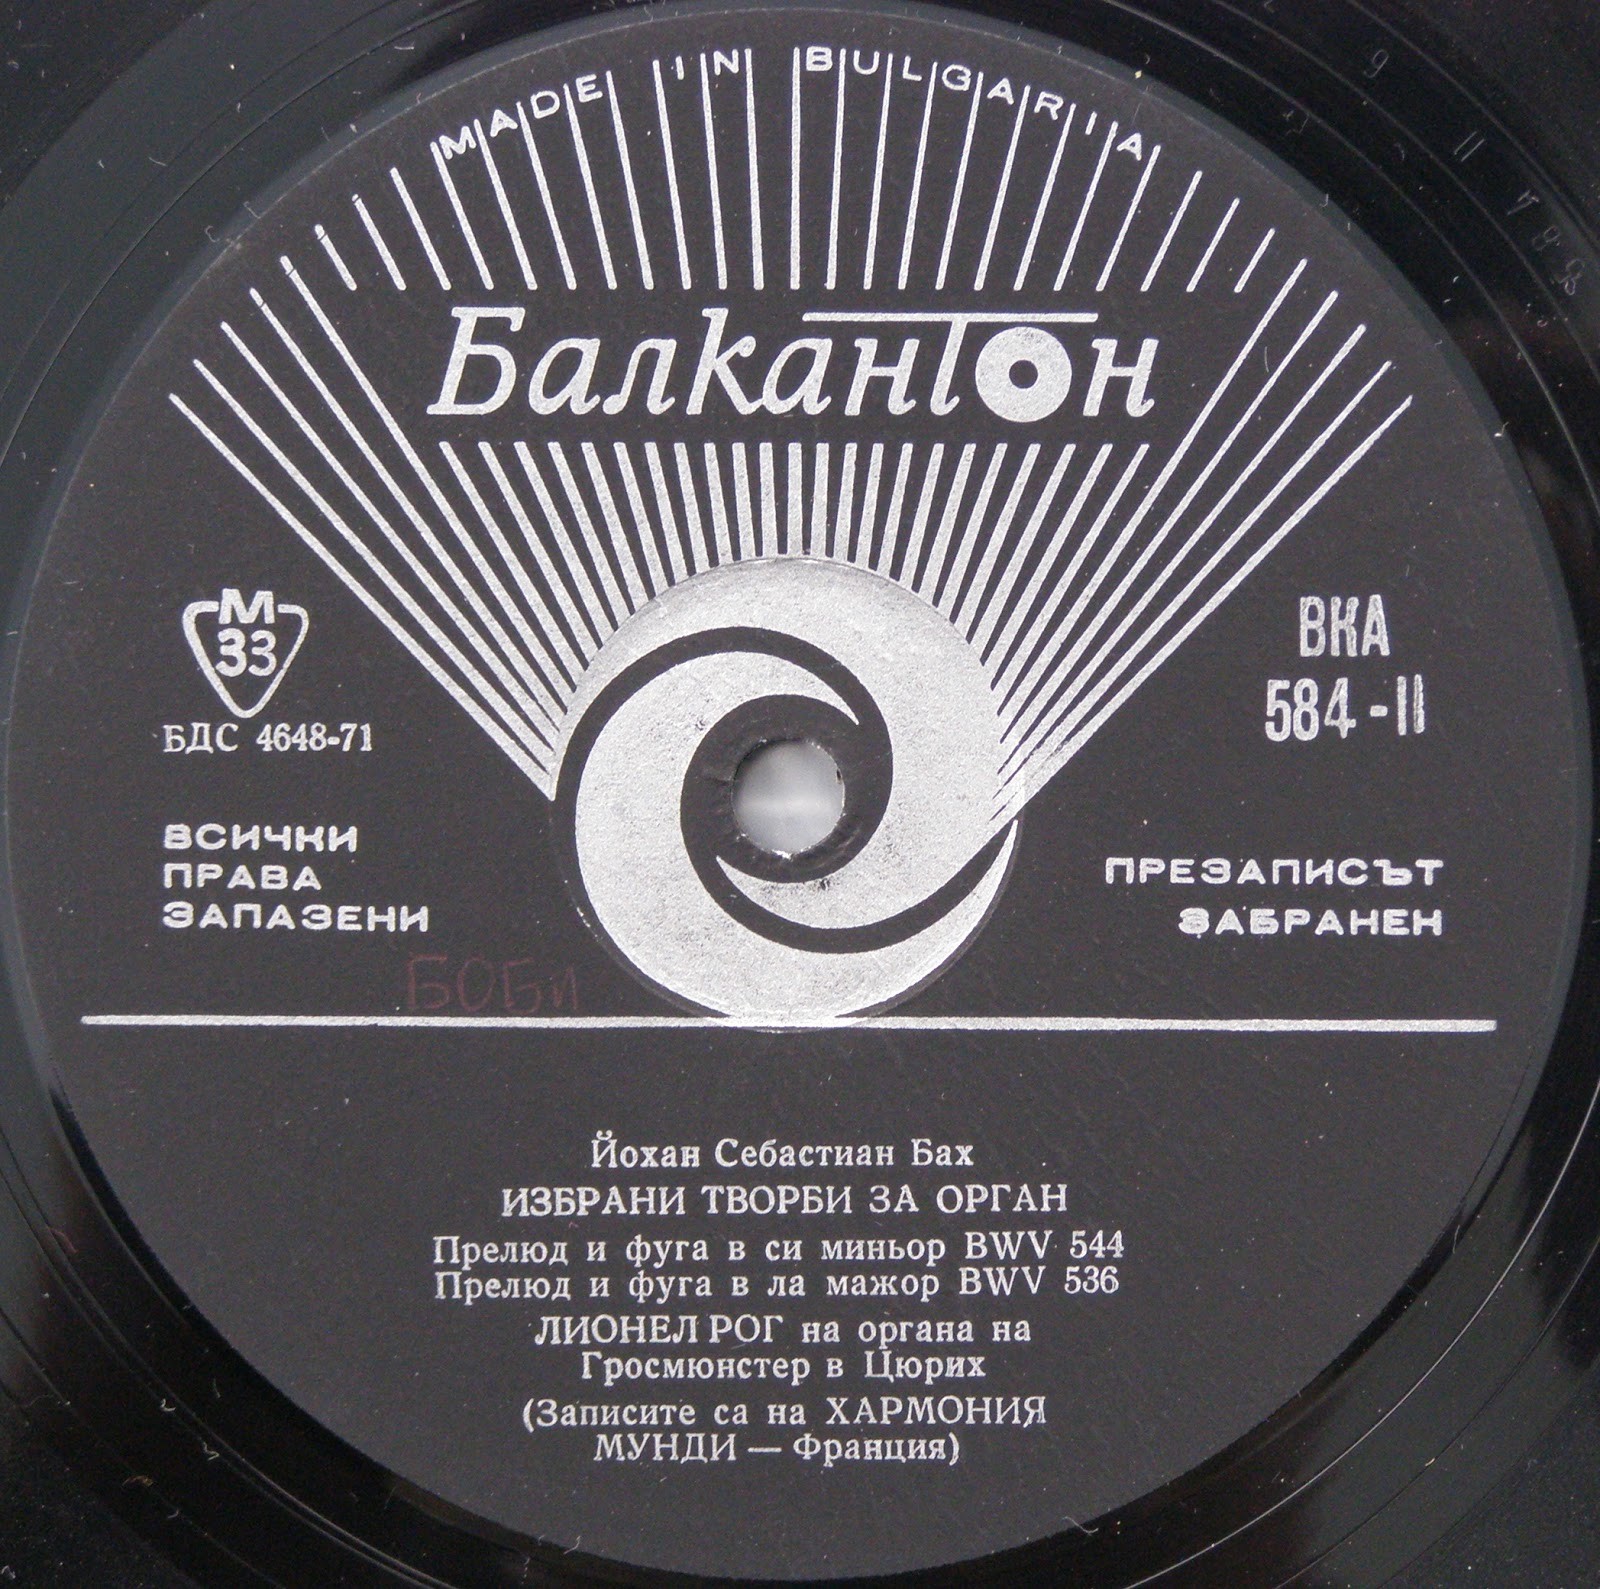 MADE IN BULGARIA
Балкантон
М
33
БДС 4648-71
ВКА
584-II
ВСИЧКИ
ПРАВА
ЗАПАЗЕНИ
ПРЕЗАПИСЪТ
ЗАБРАНЕН
БОБИ
Йохан Себастиан Бах
ИЗБРАНИ ТВОРБИ ЗА ОРГАН
Прелюд и фуга в си миньор BWV 544
Прелюд и фуга в ла мажор BWV 536
ЛИОНЕЛ РОГ на органа на
Гросмюнстер в Цюрих
(Записите са на ХАРМОНИЯ
МУНДИ — Франция)